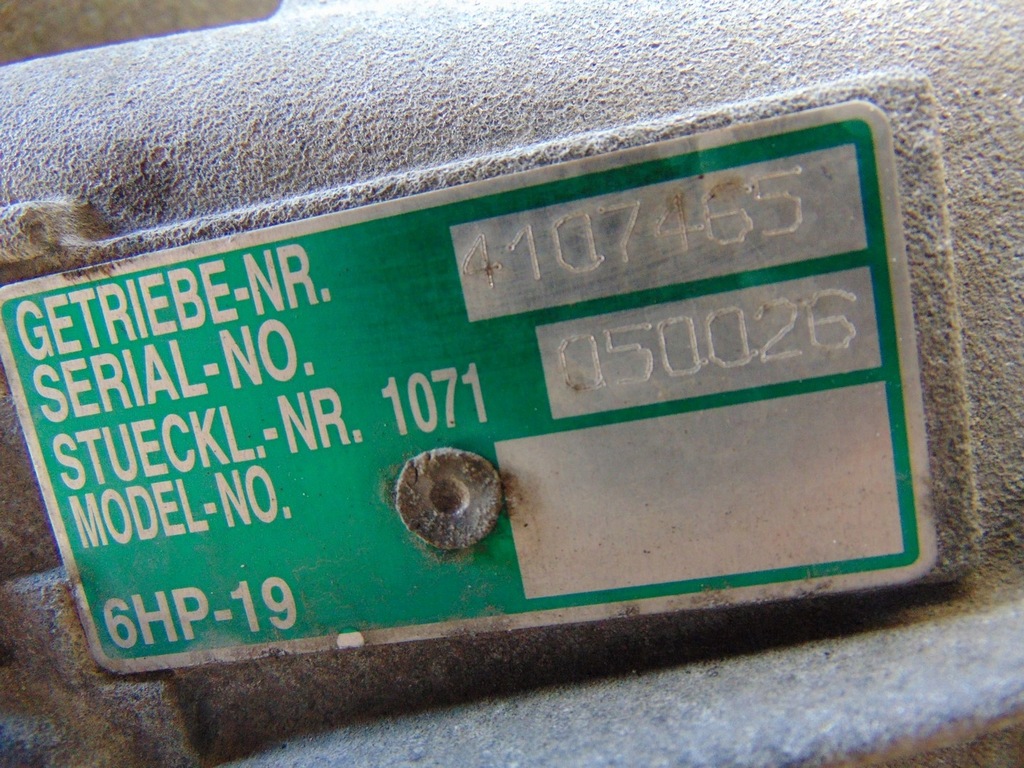 GETRIEBE-NR. 4107465
SERIAL-NO.
STUECKL.-NR. 1071 050026
MODEL-NO.
6HP-19